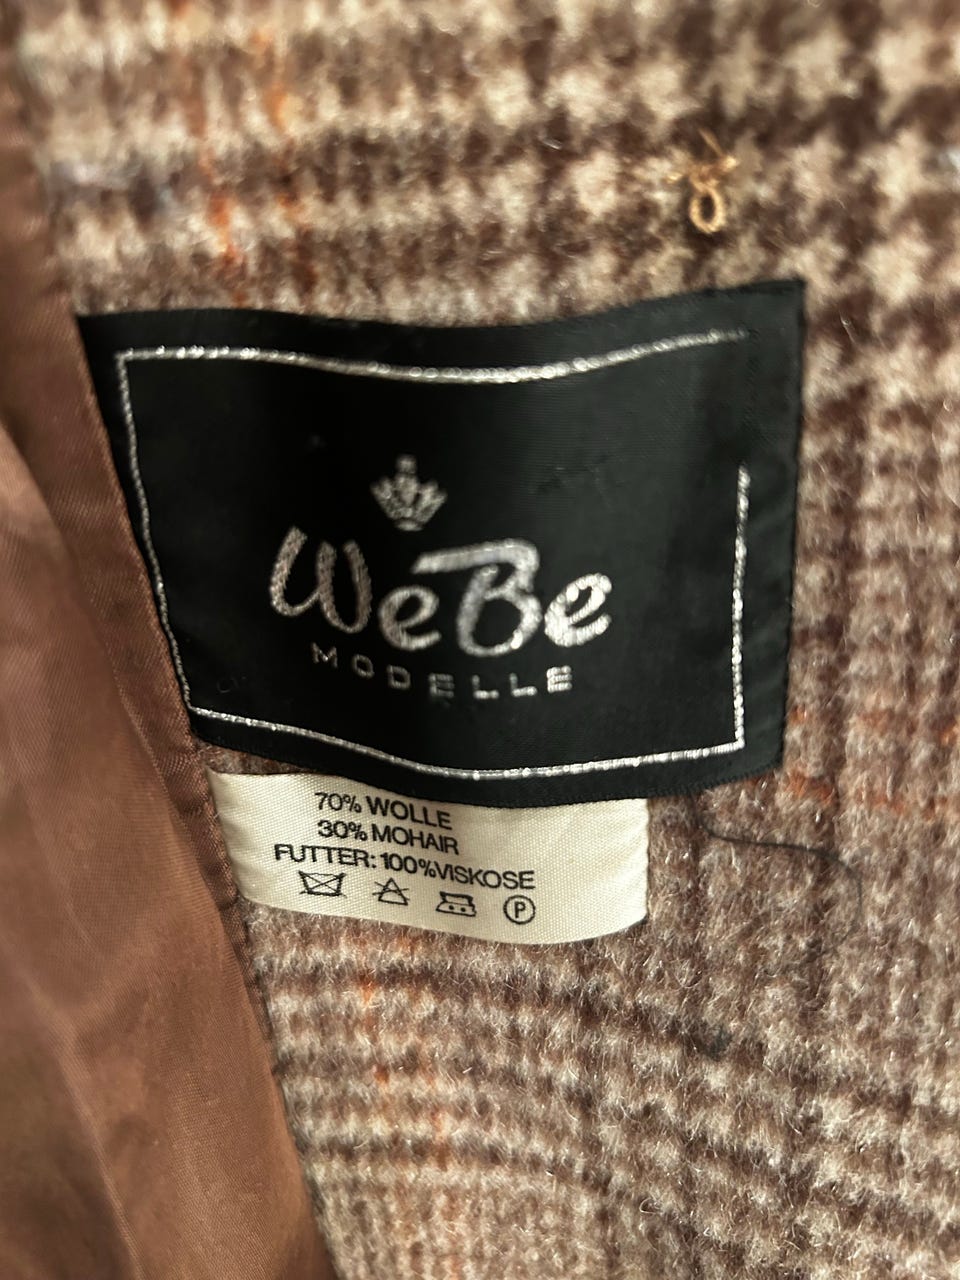 WeBe
MODELLE
70% WOLLE
30% MOHAIR
FUTTER: 100% VISKOSE
P